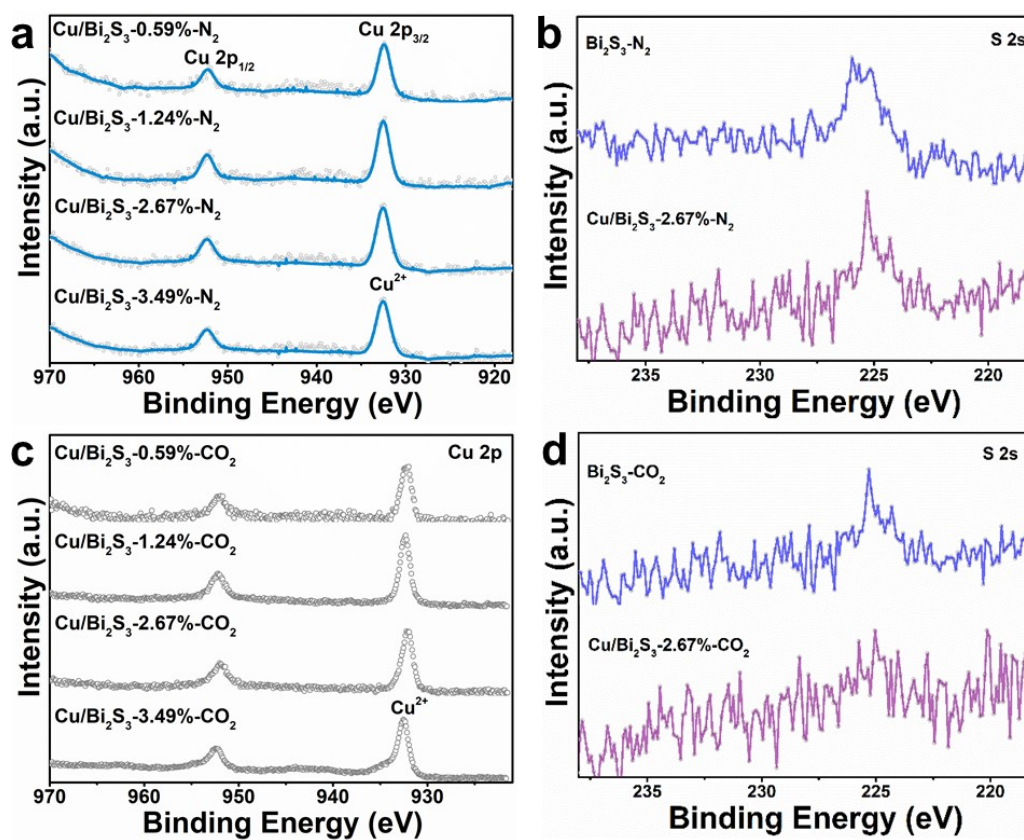 a
Cu/Bi₂S₃-0.59%-N₂
Cu 2p₃/₂
Cu 2p₁/₂
Cu/Bi₂S₃-1.24%-N₂
Cu/Bi₂S₃-2.67%-N₂
Cu²⁺
Cu/Bi₂S₃-3.49%-N₂
Intensity (a.u.)
970 960 950 940 930 920
Binding Energy (eV)
b
Bi₂S₃-N₂
S 2s
Cu/Bi₂S₃-2.67%-N₂
Intensity (a.u.)
235 230 225 220
Binding Energy (eV)
c
Cu/Bi₂S₃-0.59%-CO₂
Cu 2p
Cu/Bi₂S₃-1.24%-CO₂
Cu/Bi₂S₃-2.67%-CO₂
Cu/Bi₂S₃-3.49%-CO₂
Cu²⁺
Intensity (a.u.)
970 950 940 930
Binding Energy (eV)
d
S 2s
Bi₂S₃-CO₂
Cu/Bi₂S₃-2.67%-CO₂
Intensity (a.u.)
235 230 225 220
Binding Energy (eV)